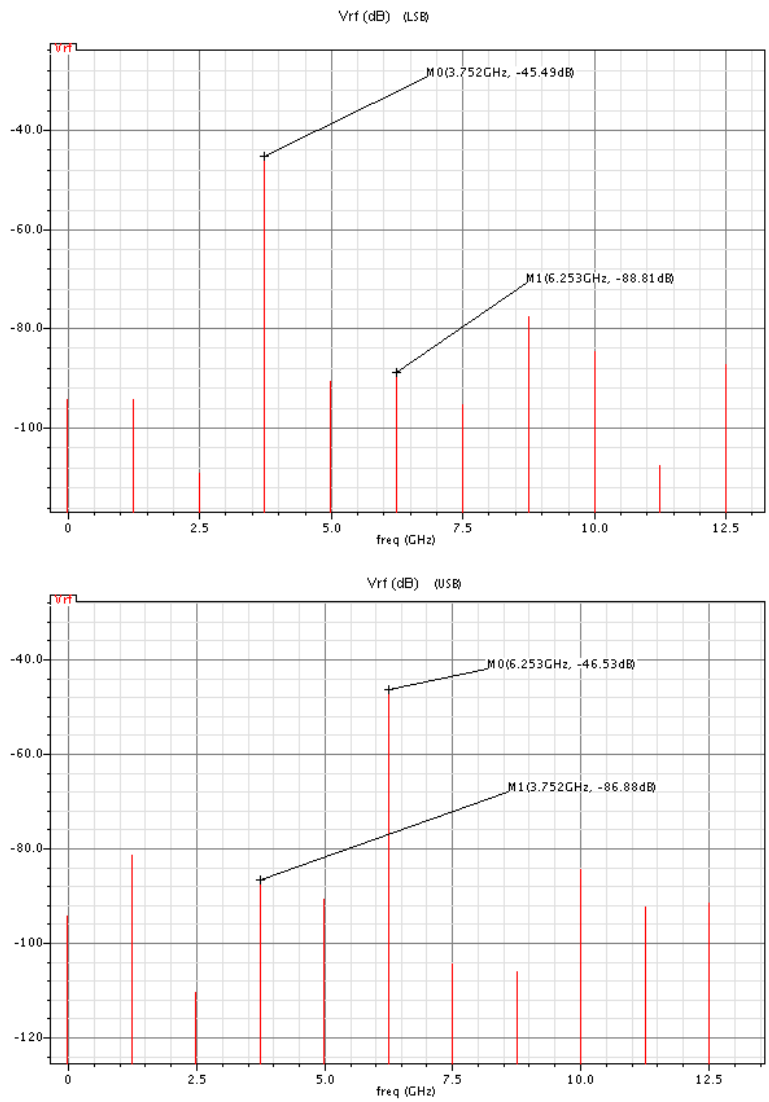 Vrf (dB) (LSB)
Vrf
M0(3.752GHz, -45.49dB)
-40.0
-60.0
M1(6.253GHz, -88.81dB)
-80.0
-100
0 2.5 5.0 7.5 10.0 12.5
freq (GHz)
Vrf (dB) (USB)
Vrf
-40.0
M0(6.253GHz, -46.53dB)
-60.0
M1(3.752GHz, -86.88dB)
-80.0
-100
-120
0 2.5 5.0 7.5 10.0 12.5
freq (GHz)